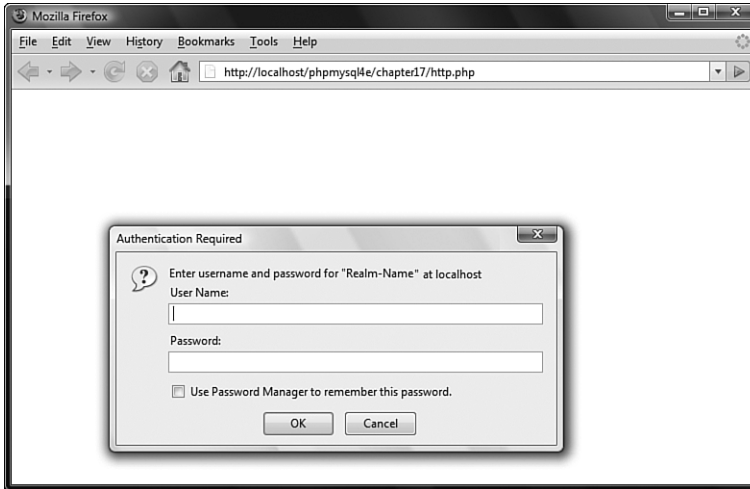 Mozilla Firefox
File Edit View History Bookmarks Tools Help
http://localhost/phpmysql4e/chapter17/http.php
Authentication Required
Enter username and password for "Realm-Name" at localhost
User Name:
Password:
Use Password Manager to remember this password.
OK Cancel